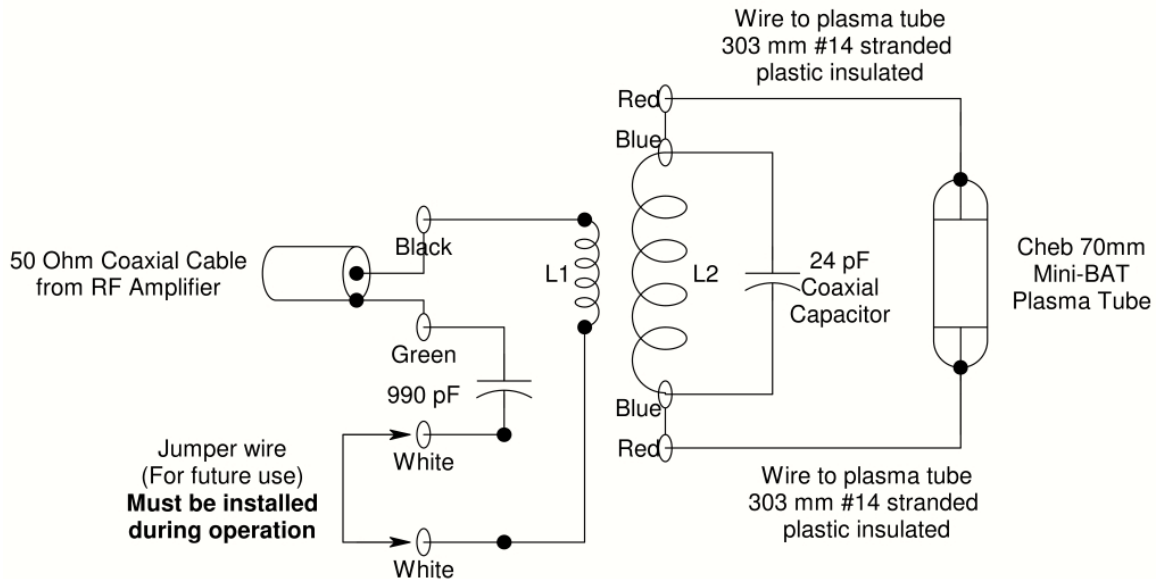 Wire to plasma tube
303 mm #14 stranded
plastic insulated
Red
Blue
Black
50 Ohm Coaxial Cable
from RF Amplifier
L1
L2
24 pF
Coaxial
Capacitor
Cheb 70mm
Mini-BAT
Plasma Tube
Green
990 pF
Blue
Red
White
Jumper wire
(For future use)
Must be installed
during operation
White
Wire to plasma tube
303 mm #14 stranded
plastic insulated